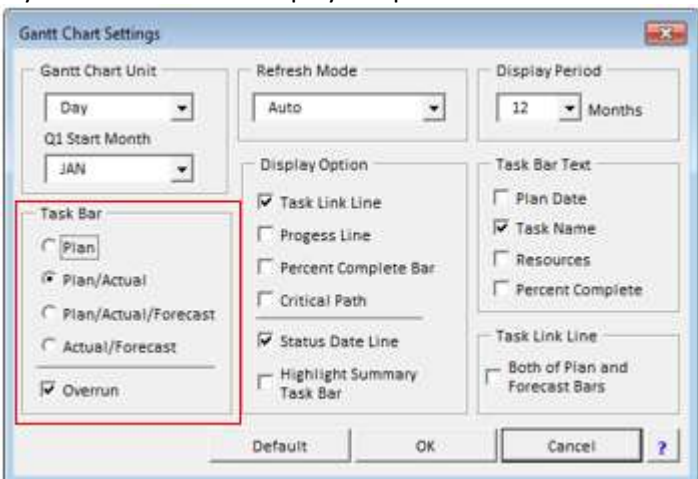 Gantt Chart Settings
Gantt Chart Unit
Day
Q1 Start Month
JAN
Refresh Mode
Auto
Display Period
12 Months
Task Bar
Plan
Plan/Actual
Plan/Actual/Forecast
Actual/Forecast
Overrun
Display Option
Task Link Line
Progess Line
Percent Complete Bar
Critical Path
Status Date Line
Highlight Summary
Task Bar
Task Bar Text
Plan Date
Task Name
Resources
Percent Complete
Task Link Line
Both of Plan and
Forecast Bars
Default
OK
Cancel
?